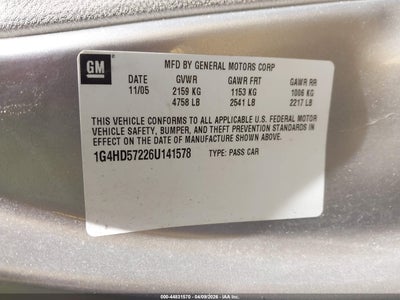 GM
MFD BY GENERAL MOTORS CORP
DATE GVWR GAWR FRT GAWR RR
11/05 2159 KG 1153 KG 1006 KG
4758 LB 2541 LB 2217 LB
THIS VEHICLE CONFORMS TO ALL APPLICABLE U.S. FEDERAL MOTOR
VEHICLE SAFETY, BUMPER, AND THEFT PREVENTION STANDARDS IN
EFFECT ON THE DATE OF MANUFACTURE SHOWN ABOVE.
1G4HD57226U141578 TYPE: PASS CAR
000-44831570 - 04/09/2026 - IAA Inc.